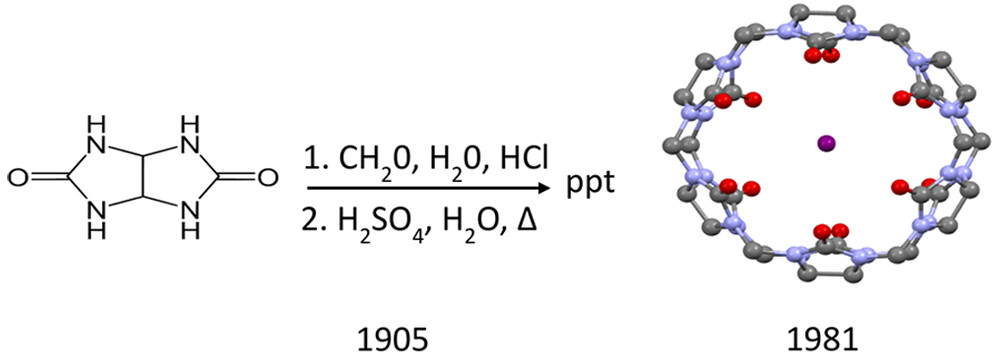 H H
N N
O O
N N
H H
1. CH₂0, H₂0, HCl
ppt
2. H₂SO₄, H₂O, Δ
1905 1981